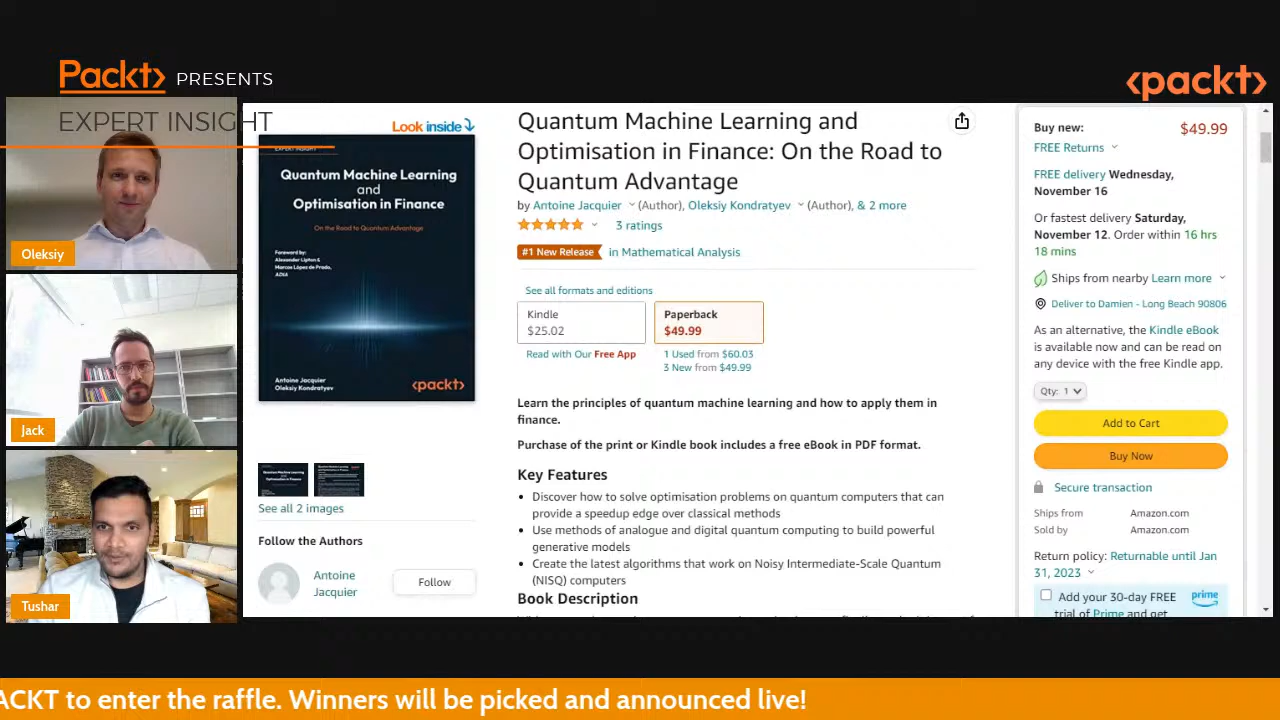 Packt> PRESENTS
<packt>
EXPERT INSIGHT
Oleksiy
Jack
Tushar
Look inside
EXPERT INSIGHT
Quantum Machine Learning
and
Optimisation in Finance
On the Road to Quantum Advantage
Foreword by:
Alexander Lipton &
Marcos López de Prado,
ADIA
Antoine Jacquier
Oleksiy Kondratyev
<packt>
See all 2 images
Follow the Authors
Antoine
Jacquier
Follow
Quantum Machine Learning and
Optimisation in Finance: On the Road to
Quantum Advantage
by Antoine Jacquier (Author), Oleksiy Kondratyev (Author), & 2 more
3 ratings
#1 New Release in Mathematical Analysis
See all formats and editions
Kindle
$25.02
Paperback
$49.99
Read with Our Free App
1 Used from $60.03
3 New from $49.99
Learn the principles of quantum machine learning and how to apply them in
finance.
Purchase of the print or Kindle book includes a free eBook in PDF format.
Key Features
Discover how to solve optimisation problems on quantum computers that can
provide a speedup edge over classical methods
Use methods of analogue and digital quantum computing to build powerful
generative models
Create the latest algorithms that work on Noisy Intermediate-Scale Quantum
(NISQ) computers
Book Description
Buy new: $49.99
FREE Returns
FREE delivery Wednesday,
November 16
Or fastest delivery Saturday,
November 12. Order within 16 hrs
18 mins
Ships from nearby Learn more
Deliver to Damien - Long Beach 90806
As an alternative, the Kindle eBook
is available now and can be read on
any device with the free Kindle app.
Qty: 1
Add to Cart
Buy Now
Secure transaction
Ships from Amazon.com
Sold by Amazon.com
Return policy: Returnable until Jan
31, 2023
Add your 30-day FREE
trial of Prime and get
prime
ACKT to enter the raffle. Winners will be picked and announced live!